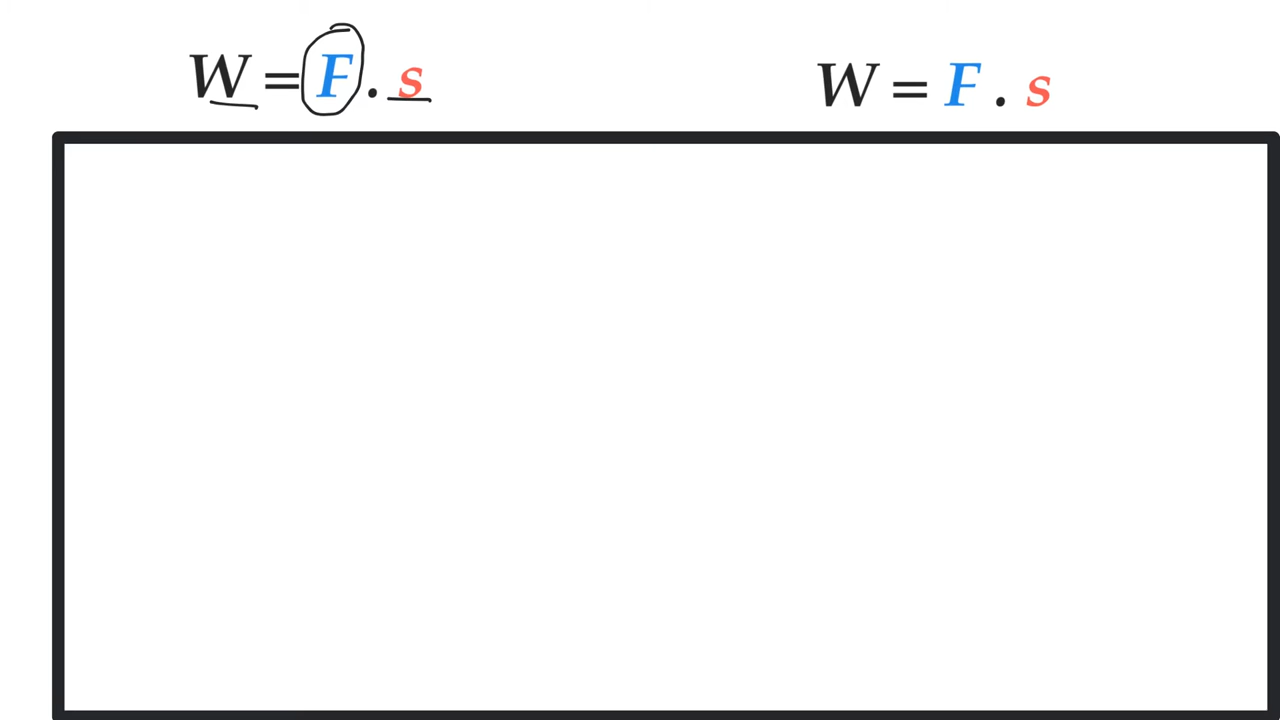 W = F . s
W = F . s